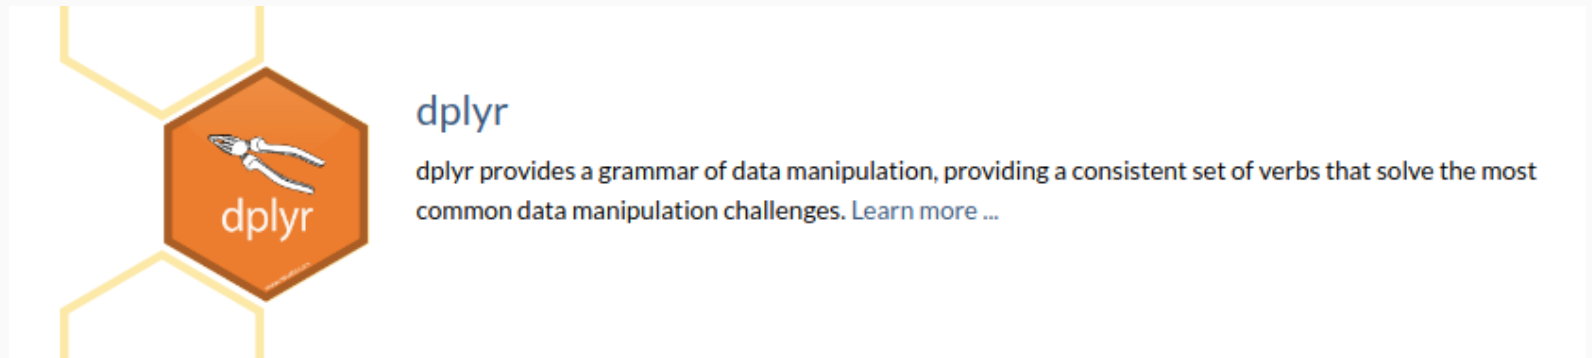 dplyr
dplyr
dplyr provides a grammar of data manipulation, providing a consistent set of verbs that solve the most
common data manipulation challenges. Learn more ...